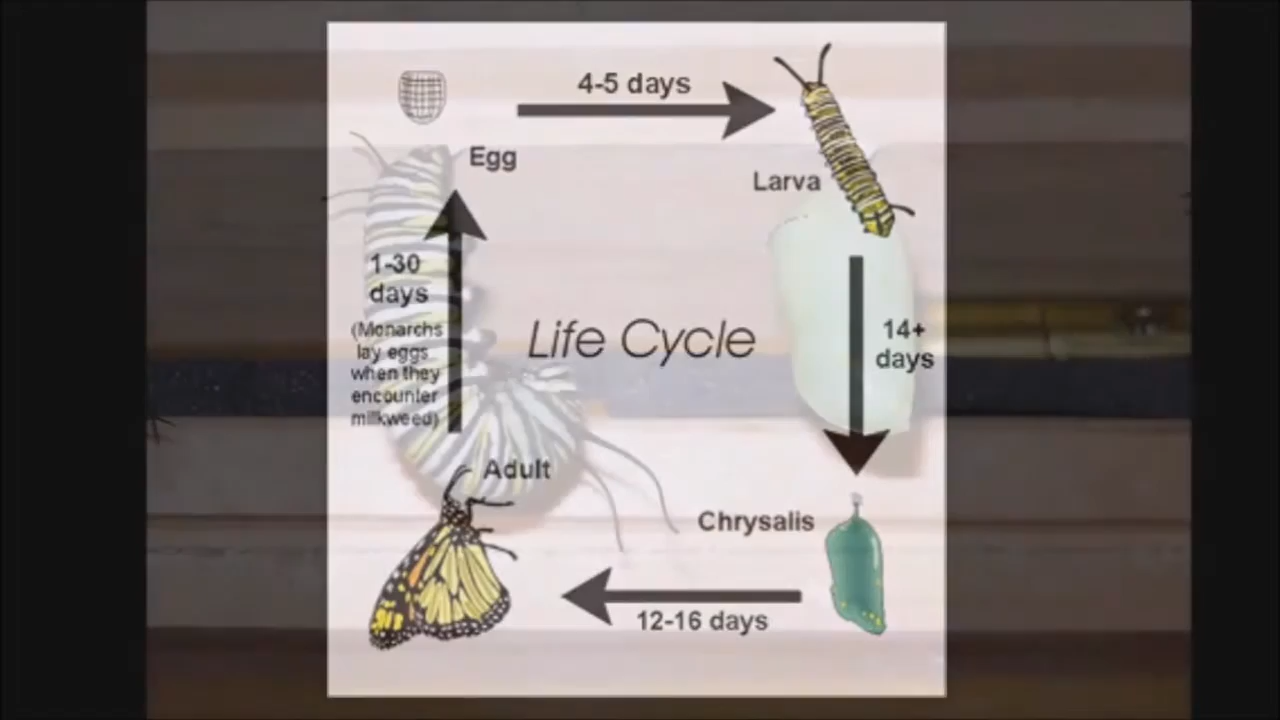 4-5 days
Egg
Larva
1-30
days
(Monarchs
lay eggs
when they
encounter
milkweed)
Life Cycle
14+
days
Adult
Chrysalis
12-16 days